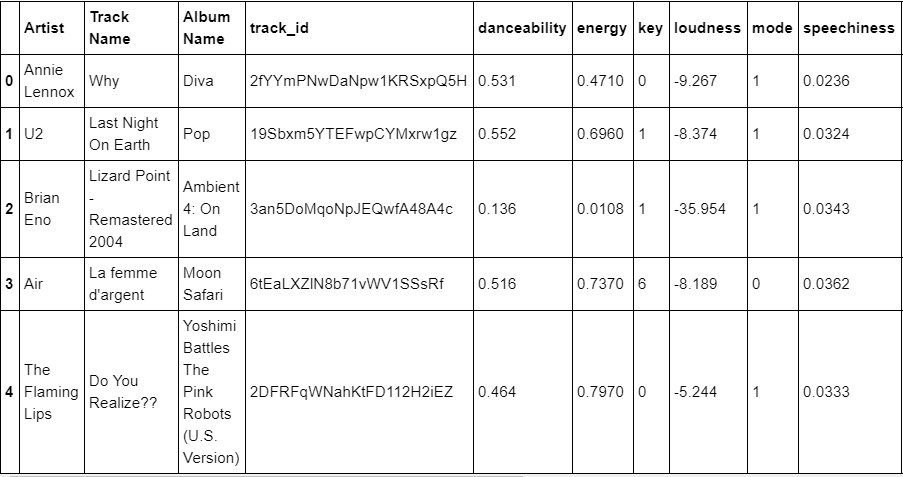 Artist Track Name Album Name track_id danceability energy key loudness mode speechiness
0 Annie Lennox Why Diva 2fYYmPNwDaNpw1KRSxpQ5H 0.531 0.4710 0 -9.267 1 0.0236
1 U2 Last Night On Earth Pop 19Sbxm5YTEFwpCYMxrw1gz 0.552 0.6960 1 -8.374 1 0.0324
2 Brian Eno Lizard Point - Remastered 2004 Ambient 4: On Land 3an5DoMqoNpJEQwfA48A4c 0.136 0.0108 1 -35.954 1 0.0343
3 Air La femme d'argent Moon Safari 6tEaLXZlN8b71vWV1SSsRf 0.516 0.7370 6 -8.189 0 0.0362
4 The Flaming Lips Do You Realize?? Yoshimi Battles The Pink Robots (U.S. Version) 2DFRFqWNahKtFD112H2iEZ 0.464 0.7970 0 -5.244 1 0.0333